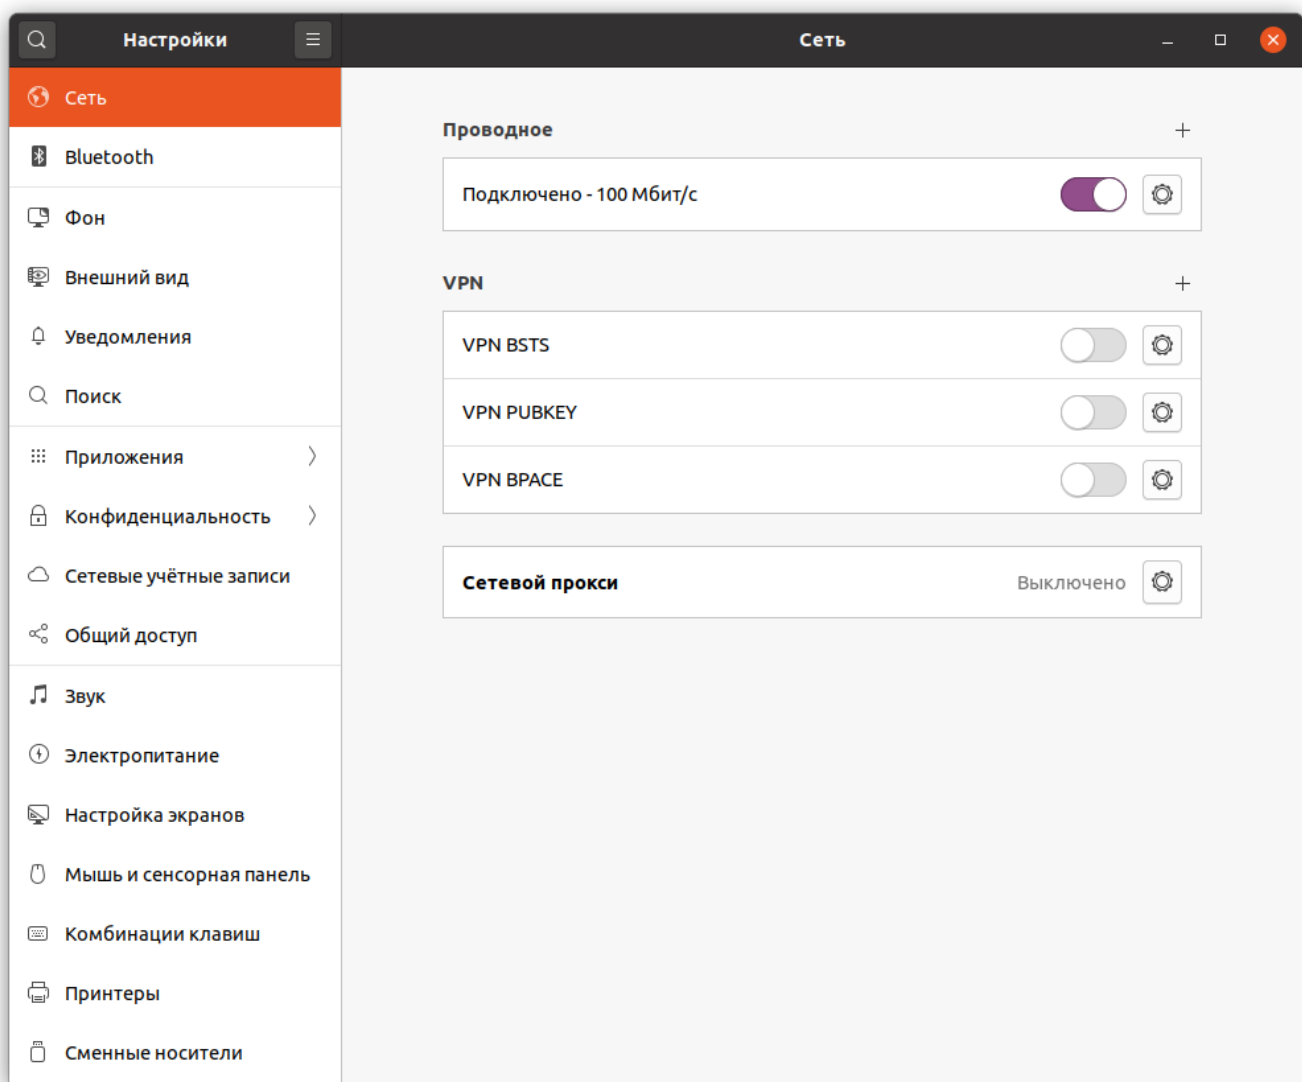 Настройки
Сеть
Сеть
Bluetooth
Фон
Внешний вид
Уведомления
Поиск
Приложения
Конфиденциальность
Сетевые учётные записи
Общий доступ
Звук
Электропитание
Настройка экранов
Мышь и сенсорная панель
Комбинации клавиш
Принтеры
Сменные носители
Проводное
Подключено - 100 Мбит/с
VPN
VPN BSTS
VPN PUBKEY
VPN BPACE
Сетевой прокси
Выключено